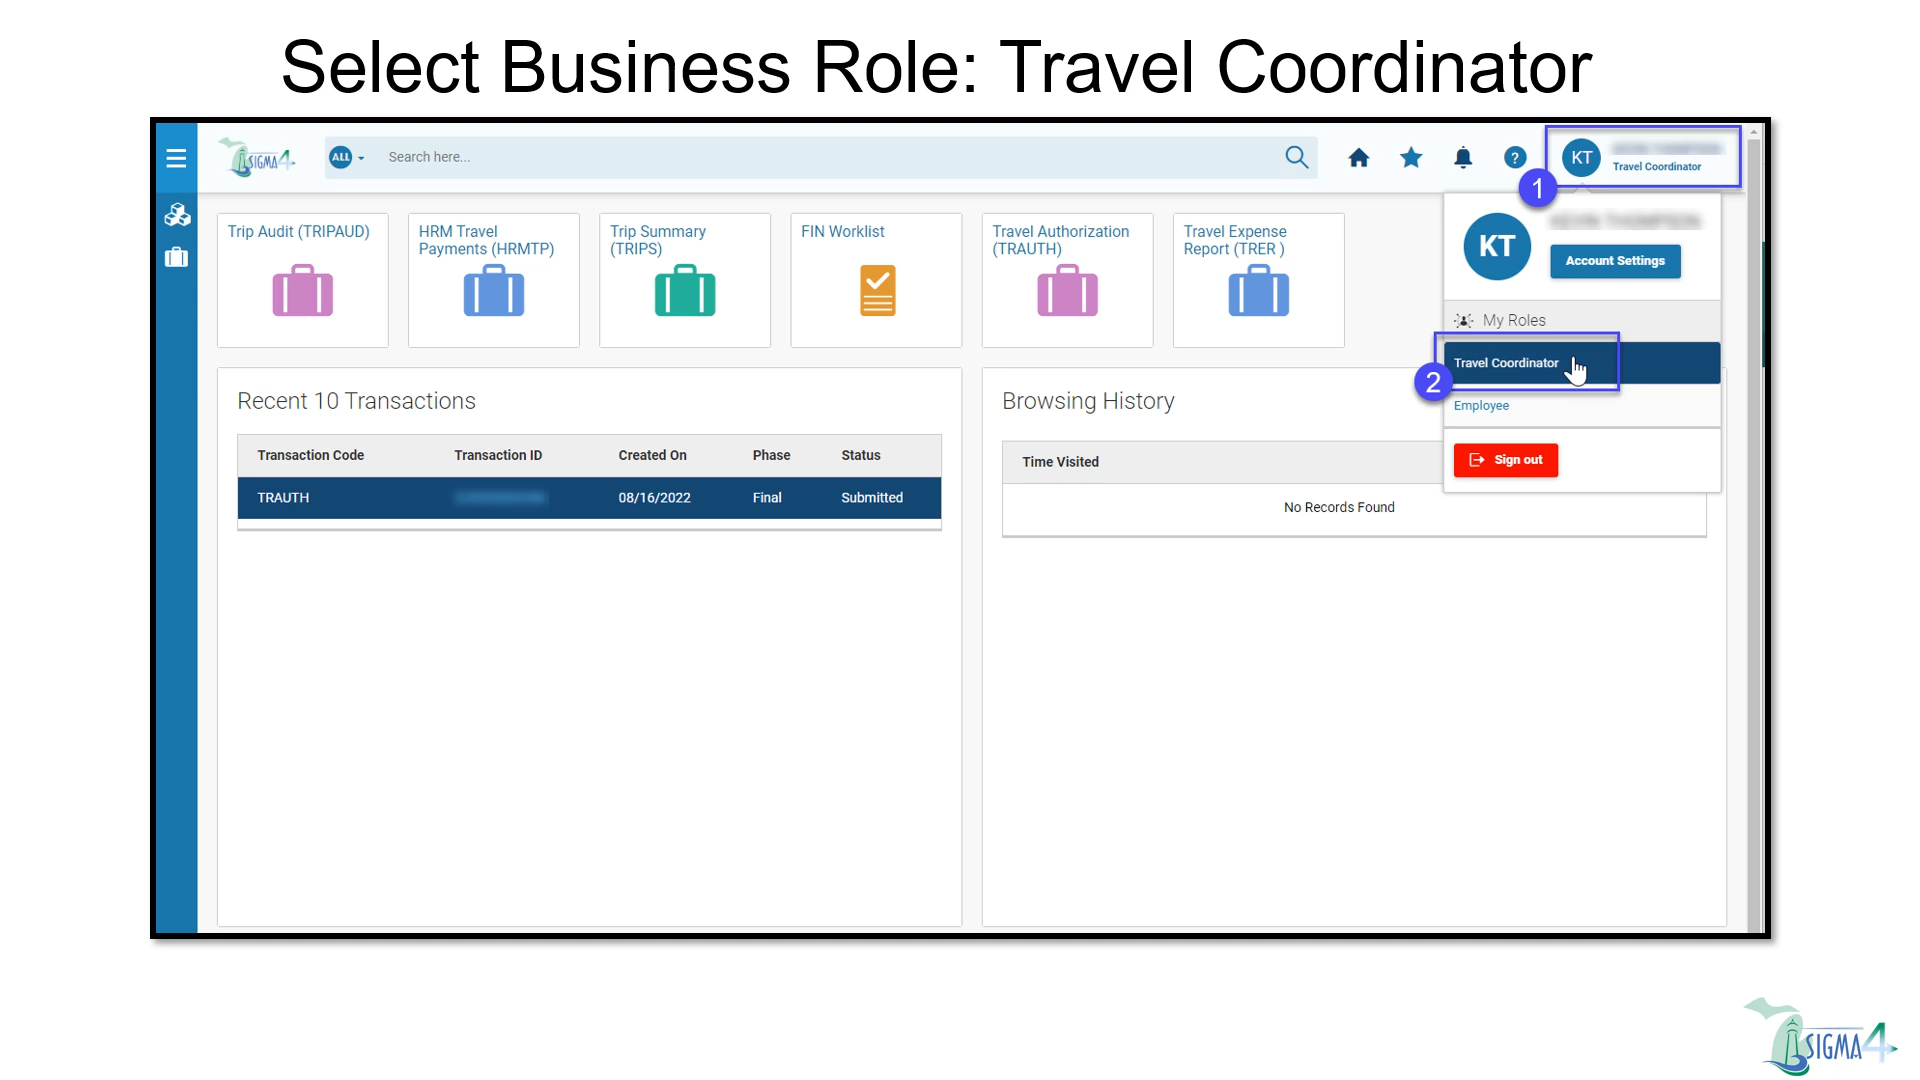 Select Business Role: Travel Coordinator
SIGMA4
ALL
Search here...
?
KT
Travel Coordinator
1
Trip Audit (TRIPAUD)
HRM Travel
Payments (HRMTP)
Trip Summary
(TRIPS)
FIN Worklist
Travel Authorization
(TRAUTH)
Travel Expense
Report (TRER )
KT
Account Settings
My Roles
Travel Coordinator
2
Employee
Sign out
Recent 10 Transactions
Transaction Code Transaction ID Created On Phase Status
TRAUTH 08/16/2022 Final Submitted
Browsing History
Time Visited
No Records Found
SIGMA4